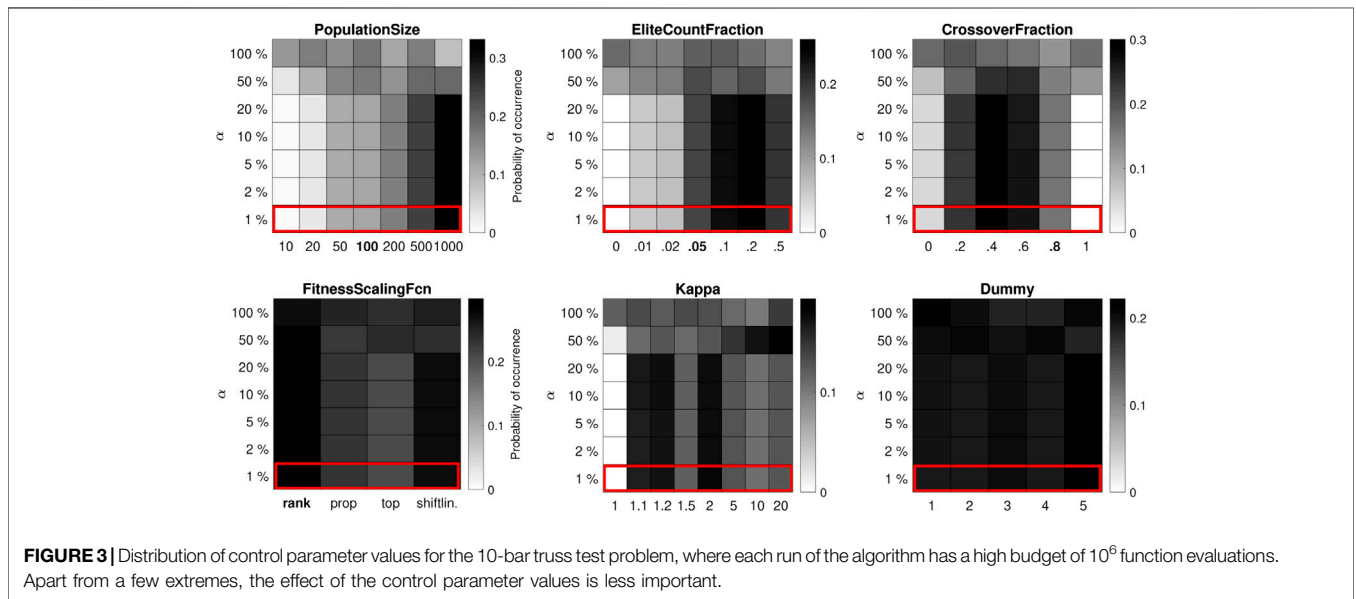 PopulationSize
100 %
50 %
20 %
10 %
5 %
2 %
1 %
α
10 20 50 100 200 500 1000
0.3
0.2
0.1
0
Probability of occurrence
EliteCountFraction
0 .01 .02 .05 .1 .2 .5
0.2
0.1
0
CrossoverFraction
100 %
50 %
20 %
10 %
5 %
2 %
1 %
α
0 .2 .4 .6 .8 1
0.3
0.2
0.1
0
FitnessScalingFcn
100 %
50 %
20 %
10 %
5 %
2 %
1 %
α
rank prop top shiftlin.
0.2
0.1
0
Probability of occurrence
Kappa
100 %
50 %
20 %
10 %
5 %
2 %
1 %
α
1 1.1 1.2 1.5 2 5 10 20
0.1
0
Dummy
100 %
50 %
20 %
10 %
5 %
2 %
1 %
α
1 2 3 4 5
0.2
0.1
0
FIGURE 3 | Distribution of control parameter values for the 10-bar truss test problem, where each run of the algorithm has a high budget of 10⁶ function evaluations.
Apart from a few extremes, the effect of the control parameter values is less important.